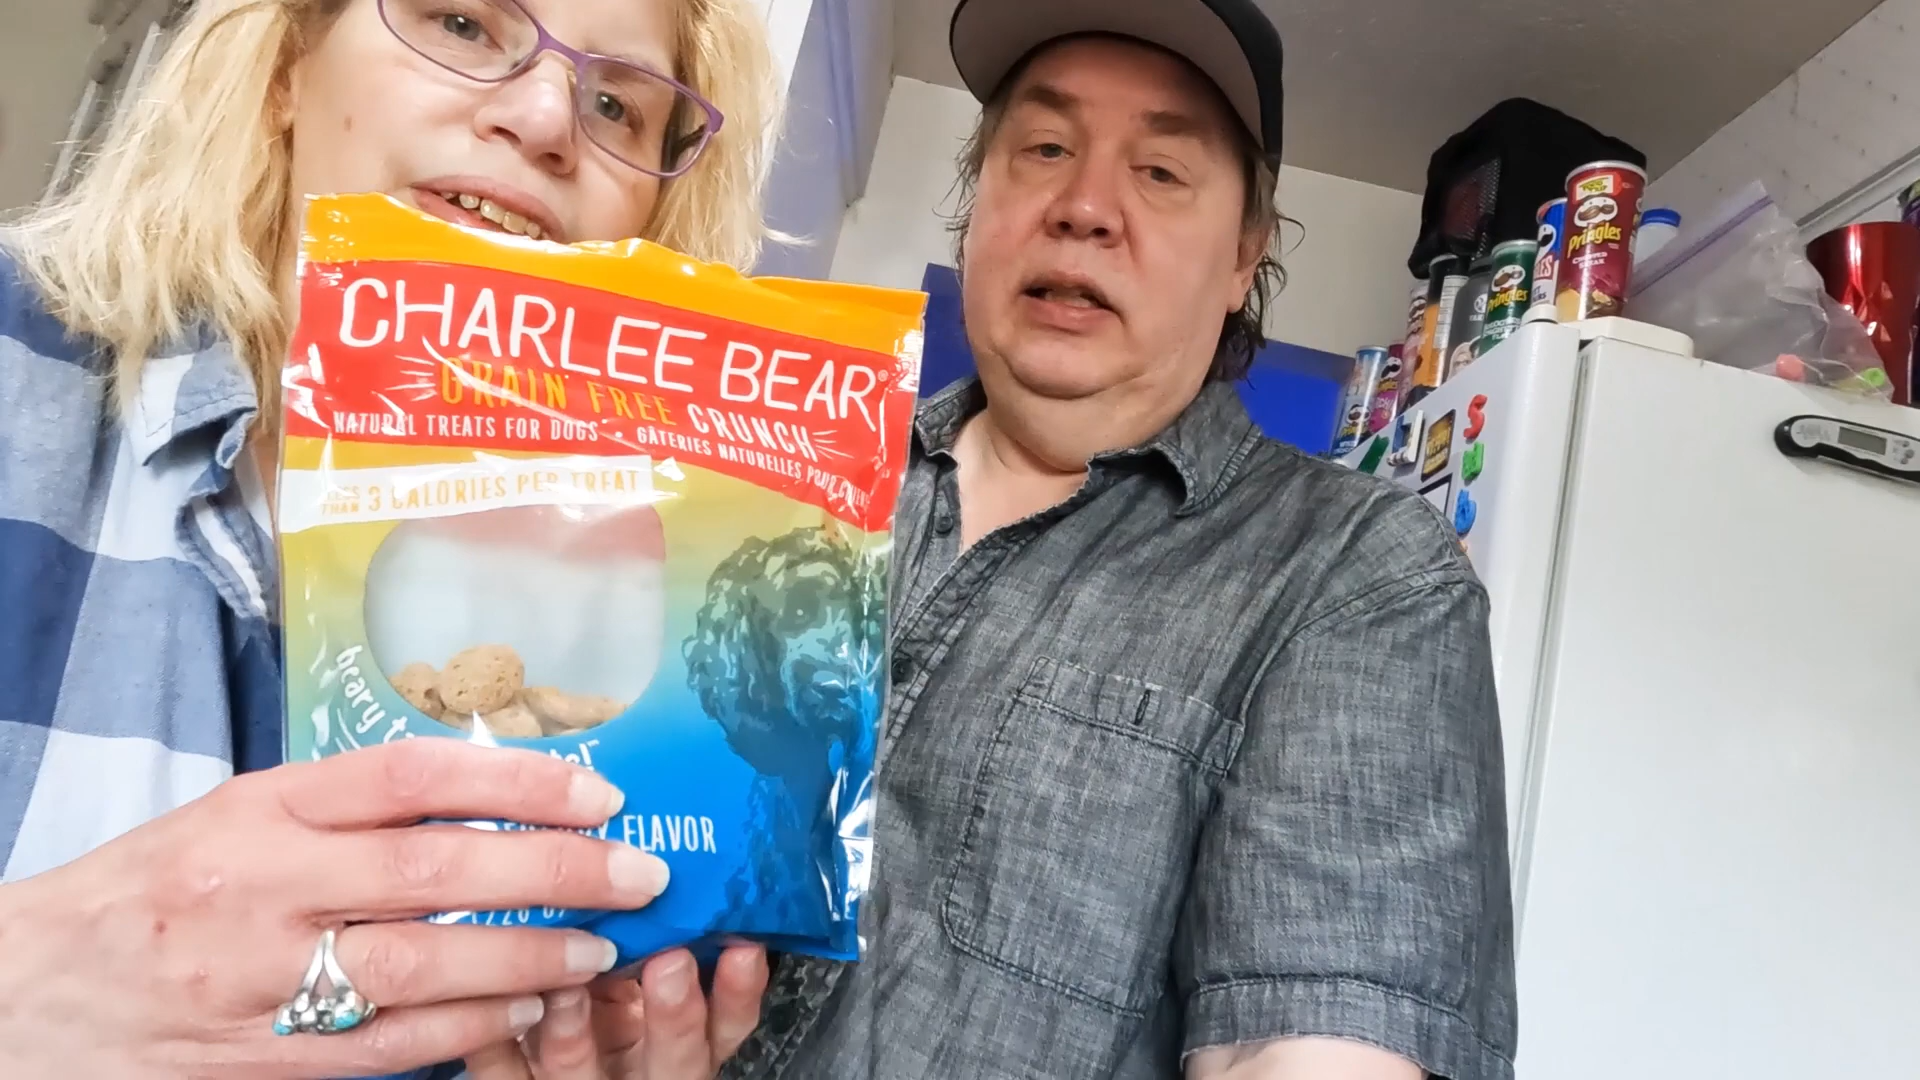 CHARLEE BEAR®
GRAIN FREE CRUNCH
NATURAL TREATS FOR DOGS • GÂTERIES NATURELLES POUR CHIENS
LESS THAN 3 CALORIES PER TREAT
beary
FLAVOR
Pringles
Pringles